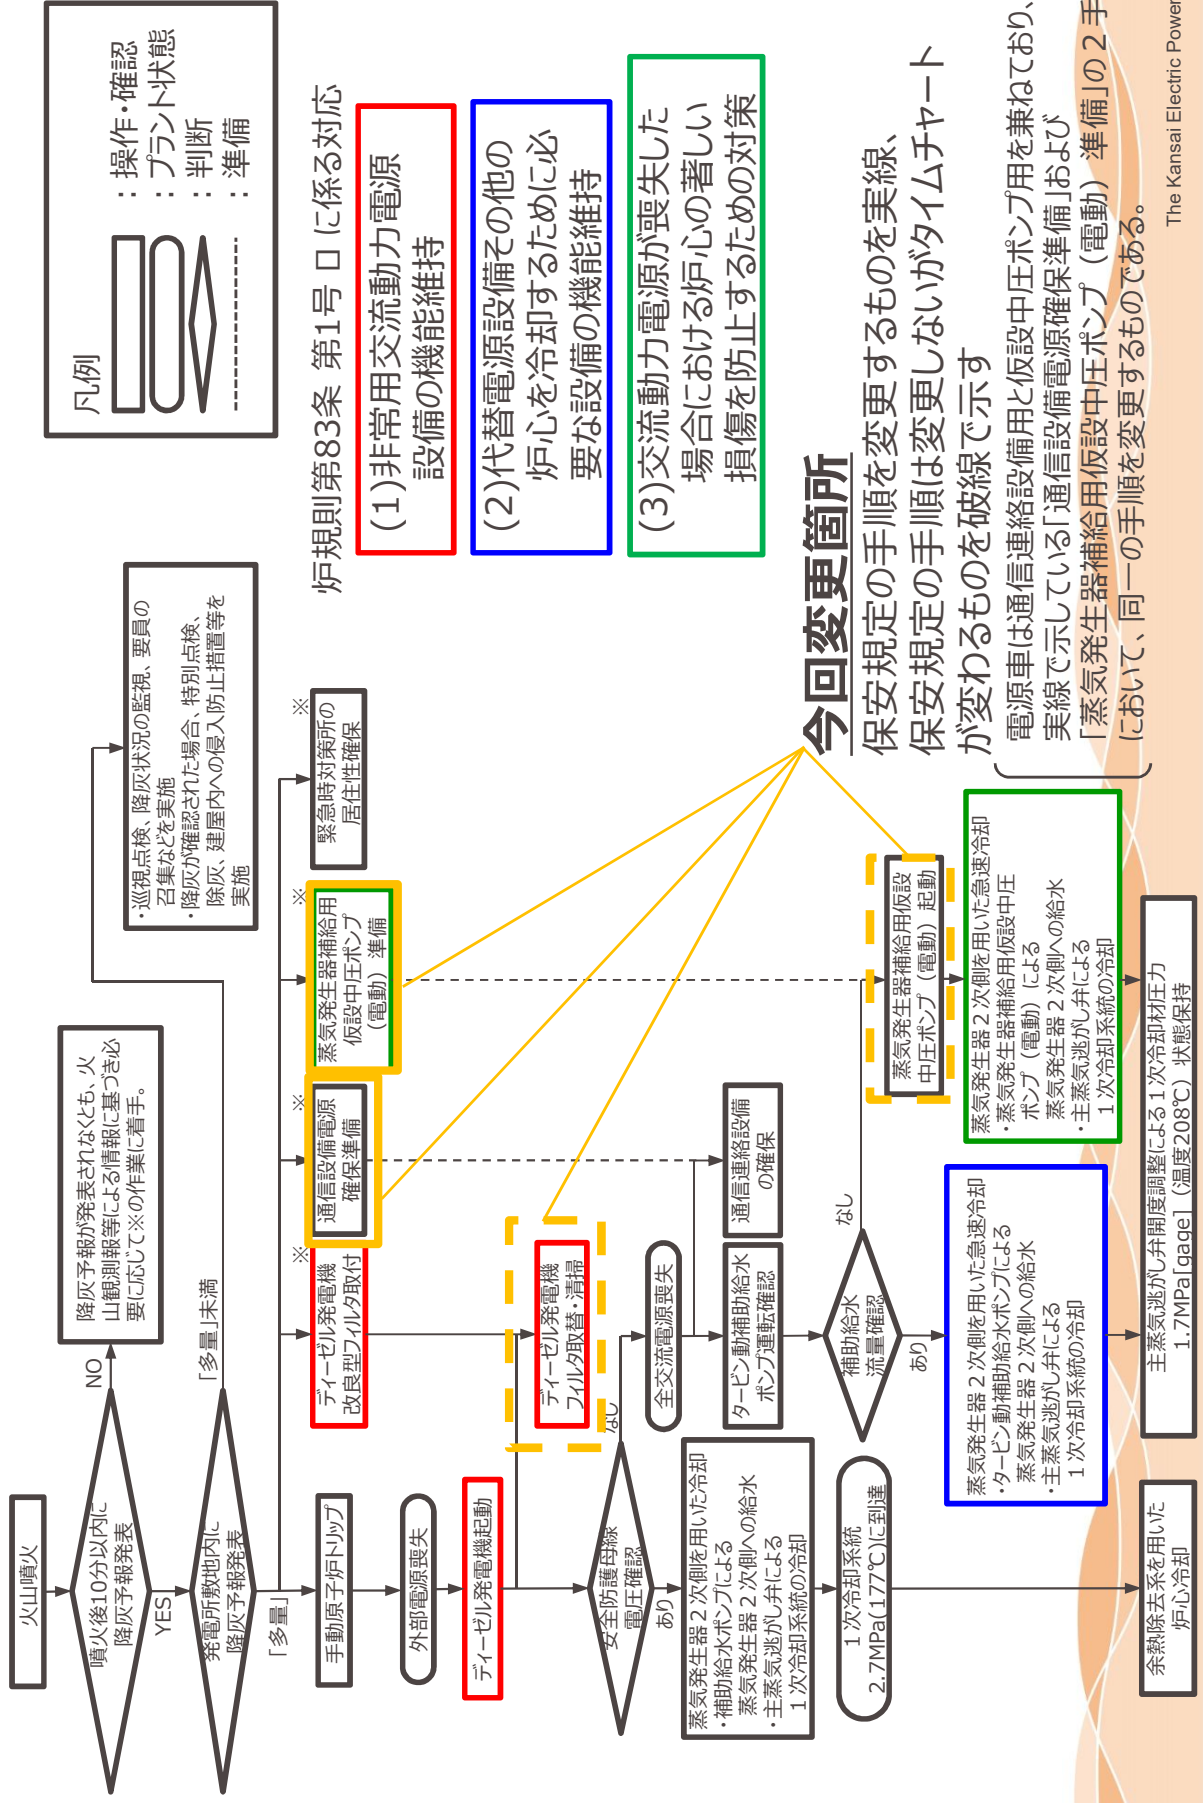 火山噴火
噴火後10分以内に
降灰予報発表
NO
YES
降灰予報が発表されなくとも、火
山観測報等による情報に基づき必
要に応じて※の作業に着手。
発電所敷地内に
降灰予報発表
「多量」未満
「多量」
・巡視点検、降灰状況の監視、要員の
召集などを実施
・降灰が確認された場合、特別点検、
除灰、建屋内への侵入防止措置等を
実施
手動原子炉トリップ
※
ディーゼル発電機
改良型フィルタ取付
※
通信設備電源
確保準備
※
蒸気発生器補給用
仮設中圧ポンプ
（電動）準備
※
緊急時対策所の
居住性確保
外部電源喪失
ディーゼル発電機起動
ディーゼル発電機
フィルタ取替・清掃
安全防護母線
電圧確認
なし
あり
全交流電源喪失
蒸気発生器２次側を用いた冷却
・補助給水ポンプによる
蒸気発生器２次側への給水
・主蒸気逃がし弁による
１次冷却系統の冷却
タービン動補助給水
ポンプ運転確認
通信連絡設備
の確保
１次冷却系統
2.7MPa(177℃)に到達
補助給水
流量確認
なし
あり
蒸気発生器補給用仮設
中圧ポンプ（電動）起動
蒸気発生器２次側を用いた急速冷却
・タービン動補助給水ポンプによる
蒸気発生器２次側への給水
・主蒸気逃がし弁による
１次冷却系統の冷却
蒸気発生器２次側を用いた急速冷却
・蒸気発生器補給用仮設中圧
ポンプ（電動）による
蒸気発生器２次側への給水
・主蒸気逃がし弁による
１次冷却系統の冷却
余熱除去系を用いた
炉心冷却
主蒸気逃がし弁開度調整による１次冷却材圧力
1.7MPa[gage]（温度208℃）状態保持
凡例
：操作・確認
：プラント状態
：判断
：準備
炉規則第83条 第1号 ロ に係る対応
(1)非常用交流動力電源
設備の機能維持
(2)代替電源設備その他の
炉心を冷却するために必
要な設備の機能維持
(3)交流動力電源が喪失した
場合における炉心の著しい
損傷を防止するための対策
今回変更箇所
保安規定の手順を変更するものを実線、
保安規定の手順は変更しないがタイムチャート
が変わるものを破線で示す
電源車は通信連絡設備用と仮設中圧ポンプ用を兼ねており、
実線で示している「通信設備電源確保準備」および
「蒸気発生器補給用仮設中圧ポンプ（電動）準備」の２手
において、同一の手順を変更するものである。
The Kansai Electric Power